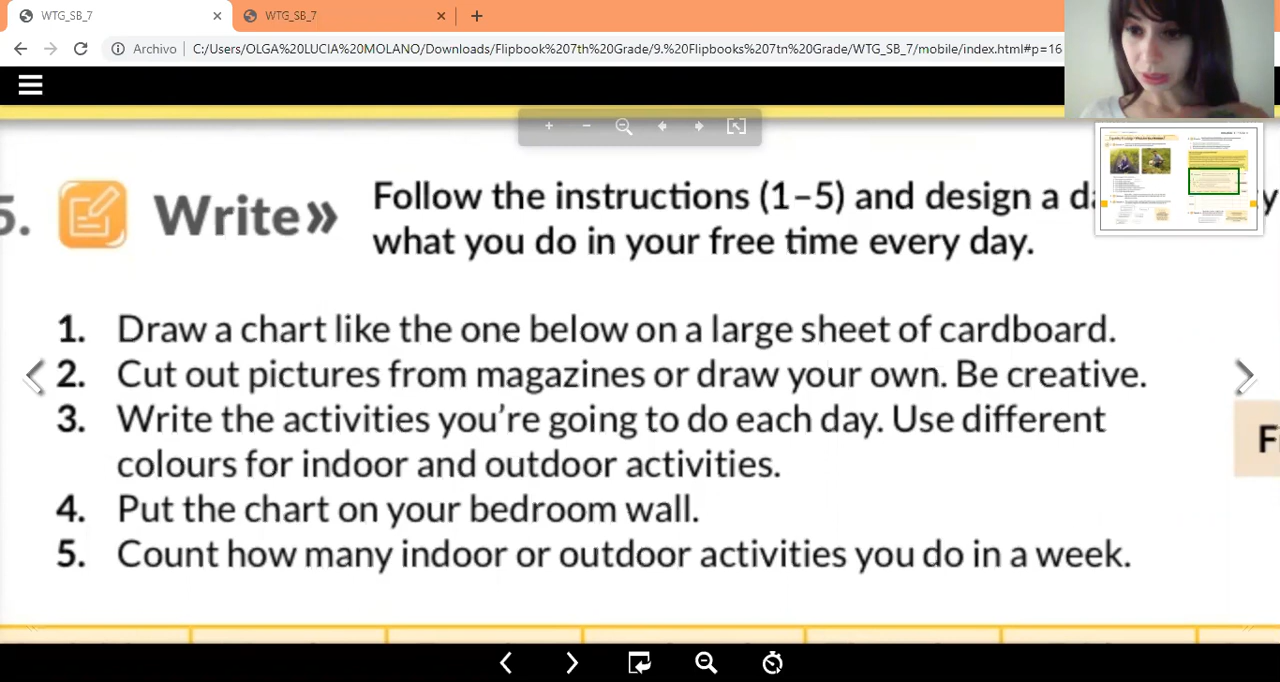 WTG_SB_7
WTG_SB_7
Archivo
C:/Users/OLGA%20LUCIA%20MOLANO/Downloads/Flipbook%207th%20Grade/9.%20Flipbooks%207tn%20Grade/WTG_SB_7/mobile/index.html#p=16
5. Write»
Follow the instructions (1–5) and design a
what you do in your free time every day.
1. Draw a chart like the one below on a large sheet of cardboard.
2. Cut out pictures from magazines or draw your own. Be creative.
3. Write the activities you're going to do each day. Use different
colours for indoor and outdoor activities.
4. Put the chart on your bedroom wall.
5. Count how many indoor or outdoor activities you do in a week.